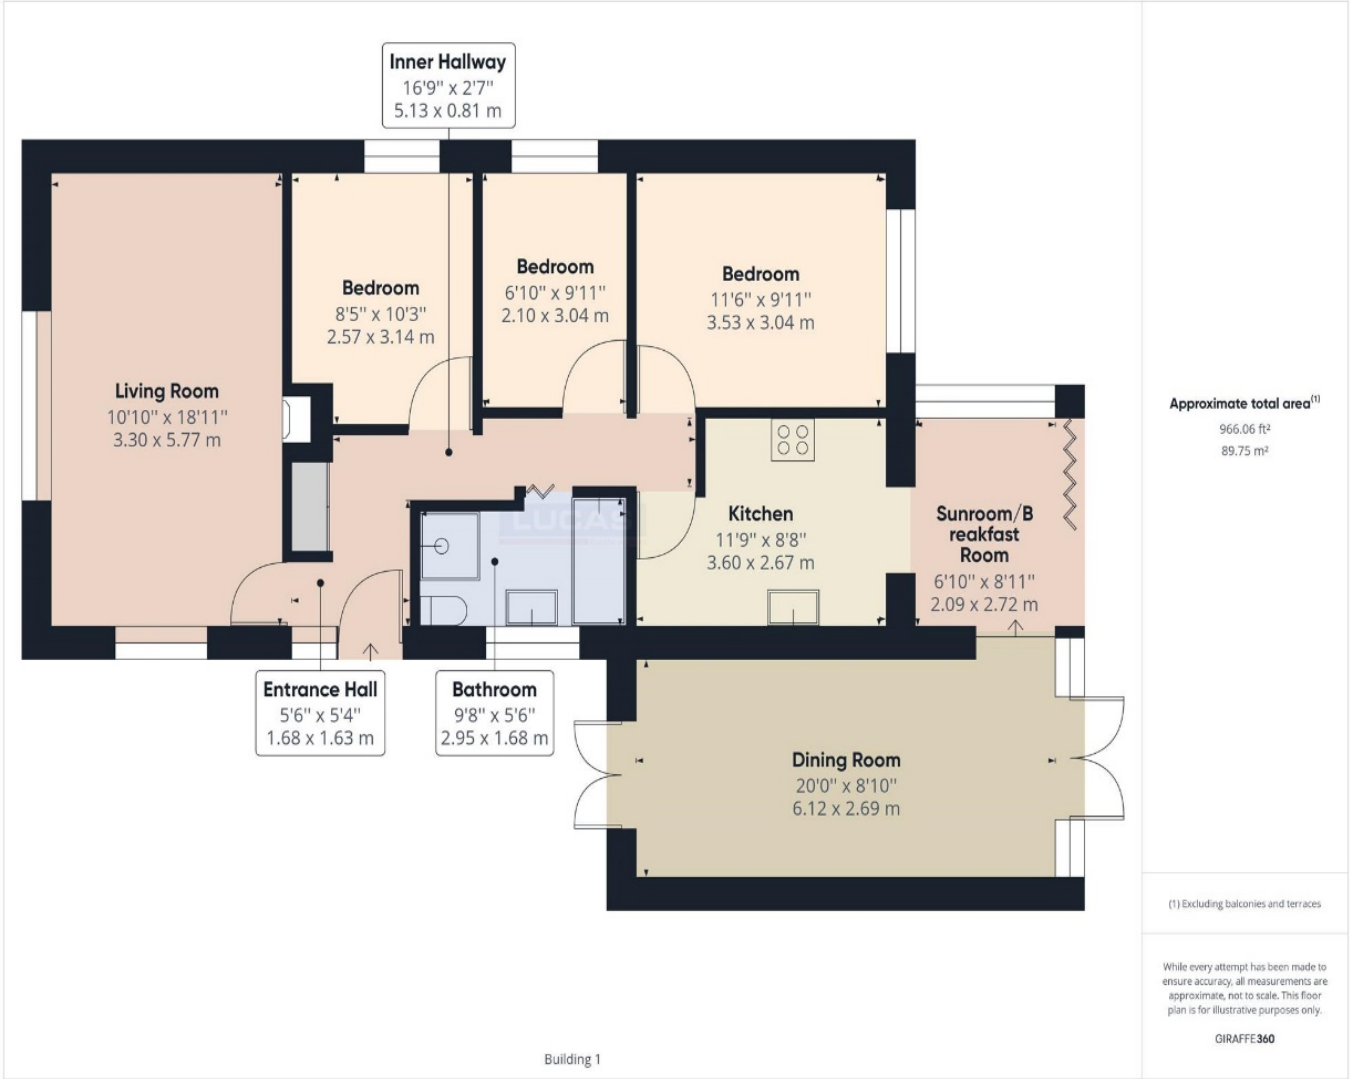 Inner Hallway
16'9" x 2'7"
5.13 x 0.81 m
Bedroom
8'5" x 10'3"
2.57 x 3.14 m
Bedroom
6'10" x 9'11"
2.10 x 3.04 m
Bedroom
11'6" x 9'11"
3.53 x 3.04 m
Living Room
10'10" x 18'11"
3.30 x 5.77 m
LUCAS
Kitchen
11'9" x 8'8"
3.60 x 2.67 m
Sunroom/B
reakfast
Room
6'10" x 8'11"
2.09 x 2.72 m
Entrance Hall
5'6" x 5'4"
1.68 x 1.63 m
Bathroom
9'8" x 5'6"
2.95 x 1.68 m
Dining Room
20'0" x 8'10"
6.12 x 2.69 m
Building 1
Approximate total area(1)
966.06 ft²
89.75 m²
(1) Excluding balconies and terraces
While every attempt has been made to
ensure accuracy, all measurements are
approximate, not to scale. This floor
plan is for illustrative purposes only.
GIRAFFE360